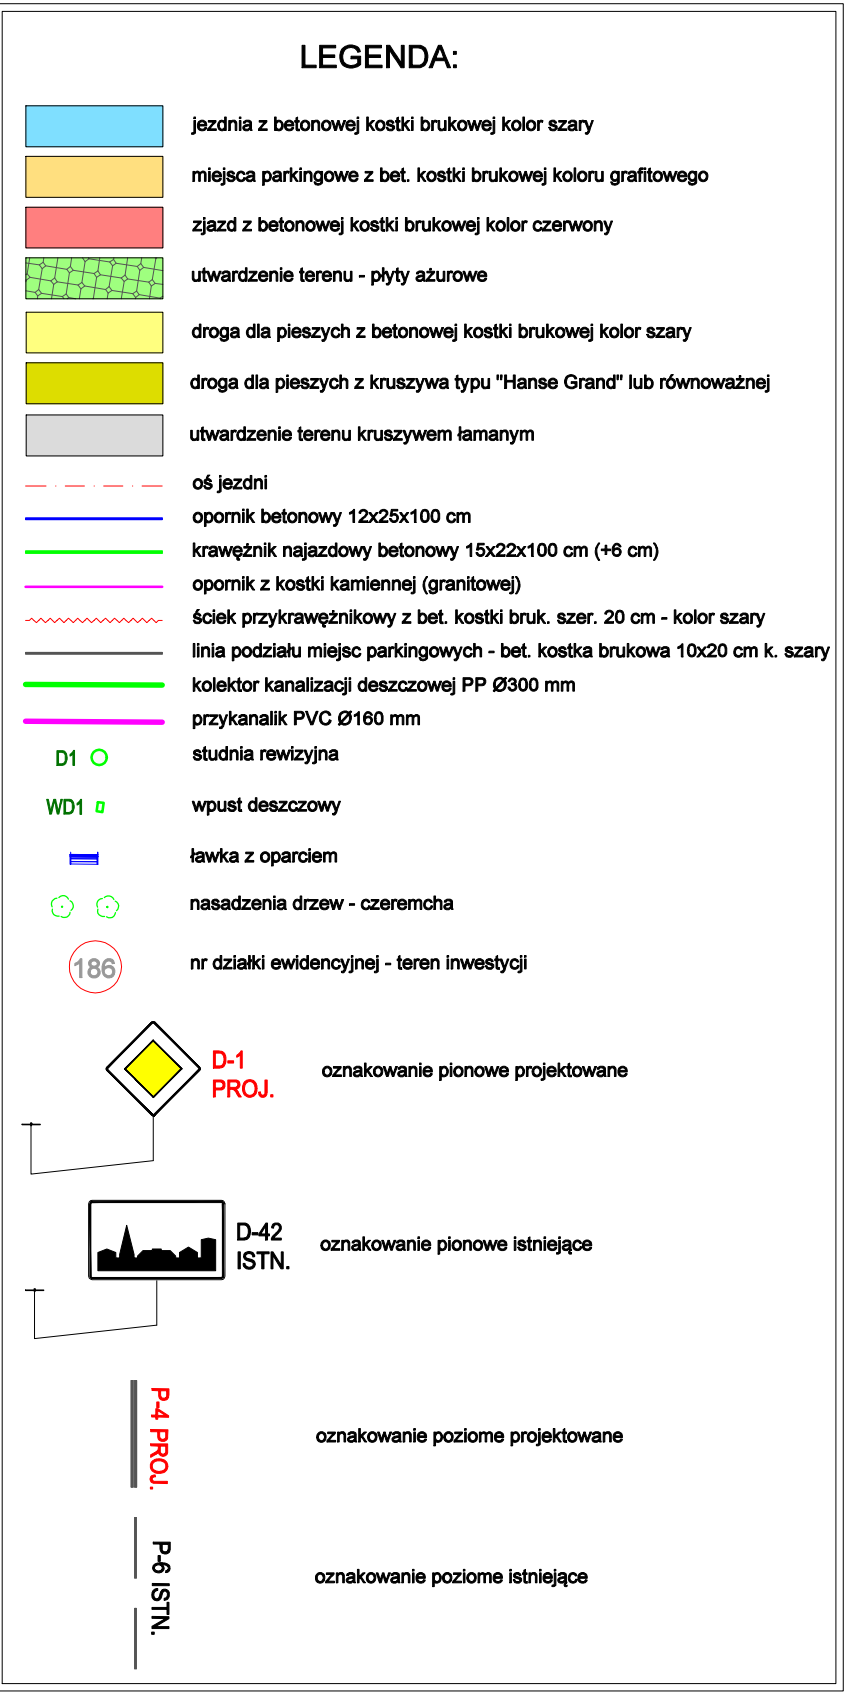 LEGENDA:
jezdnia z betonowej kostki brukowej kolor szary
miejsca parkingowe z bet. kostki brukowej koloru grafitowego
zjazd z betonowej kostki brukowej kolor czerwony
utwardzenie terenu - płyty ażurowe
droga dla pieszych z betonowej kostki brukowej kolor szary
droga dla pieszych z kruszywa typu "Hanse Grand" lub równoważnej
utwardzenie terenu kruszywem łamanym
oś jezdni
opornik betonowy 12x25x100 cm
krawężnik najazdowy betonowy 15x22x100 cm (+6 cm)
opornik z kostki kamiennej (granitowej)
ściek przykrawężnikowy z bet. kostki bruk. szer. 20 cm - kolor szary
linia podziału miejsc parkingowych - bet. kostka brukowa 10x20 cm k. szary
kolektor kanalizacji deszczowej PP Ø300 mm
przykanalik PVC Ø160 mm
D1 studnia rewizyjna
WD1 wpust deszczowy
ławka z oparciem
nasadzenia drzew - czeremcha
186 nr działki ewidencyjnej - teren inwestycji
D-1
PROJ.
oznakowanie pionowe projektowane
D-42
ISTN.
oznakowanie pionowe istniejące
P-4 PROJ.
oznakowanie poziome projektowane
P-6 ISTN.
oznakowanie poziome istniejące